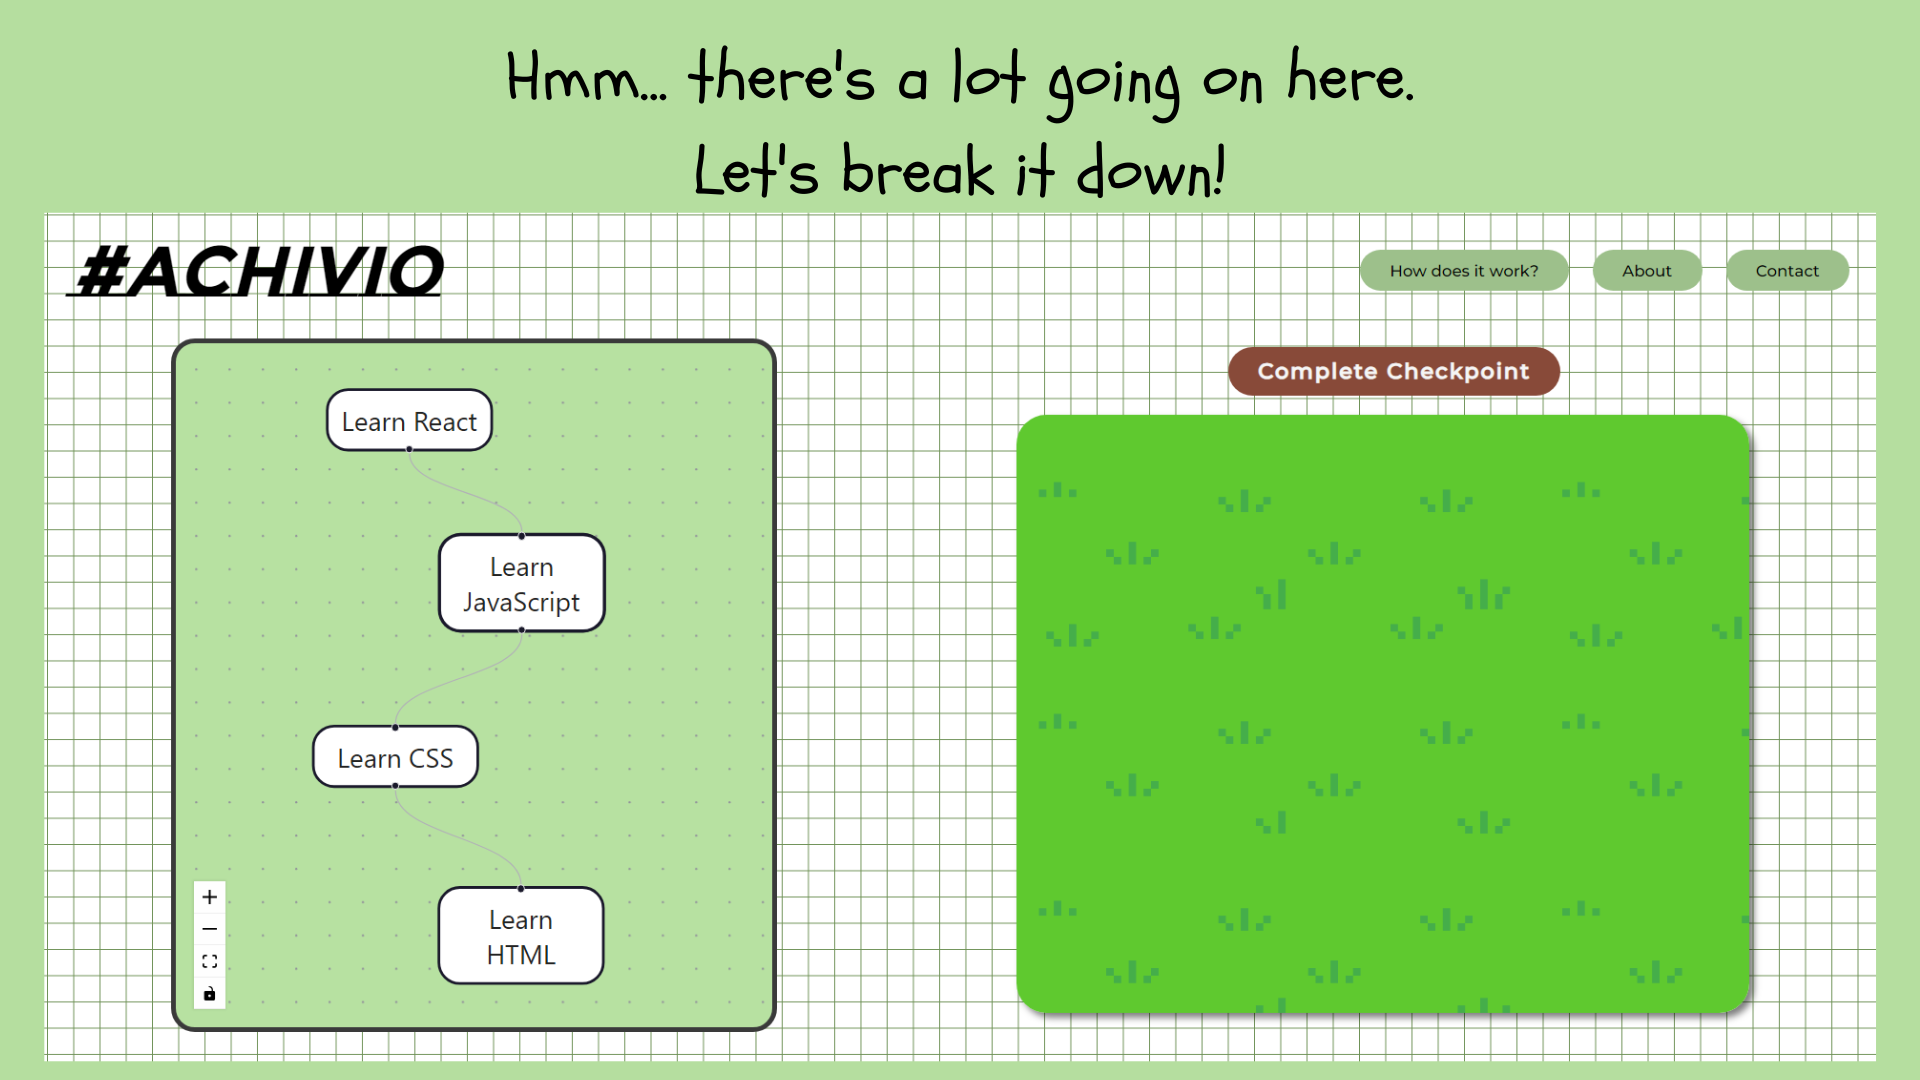 Hmm... there's a lot going on here.
Let's break it down!
#ACHIVIO
How does it work?
About
Contact
Complete Checkpoint
Learn React
Learn
JavaScript
Learn CSS
Learn
HTML